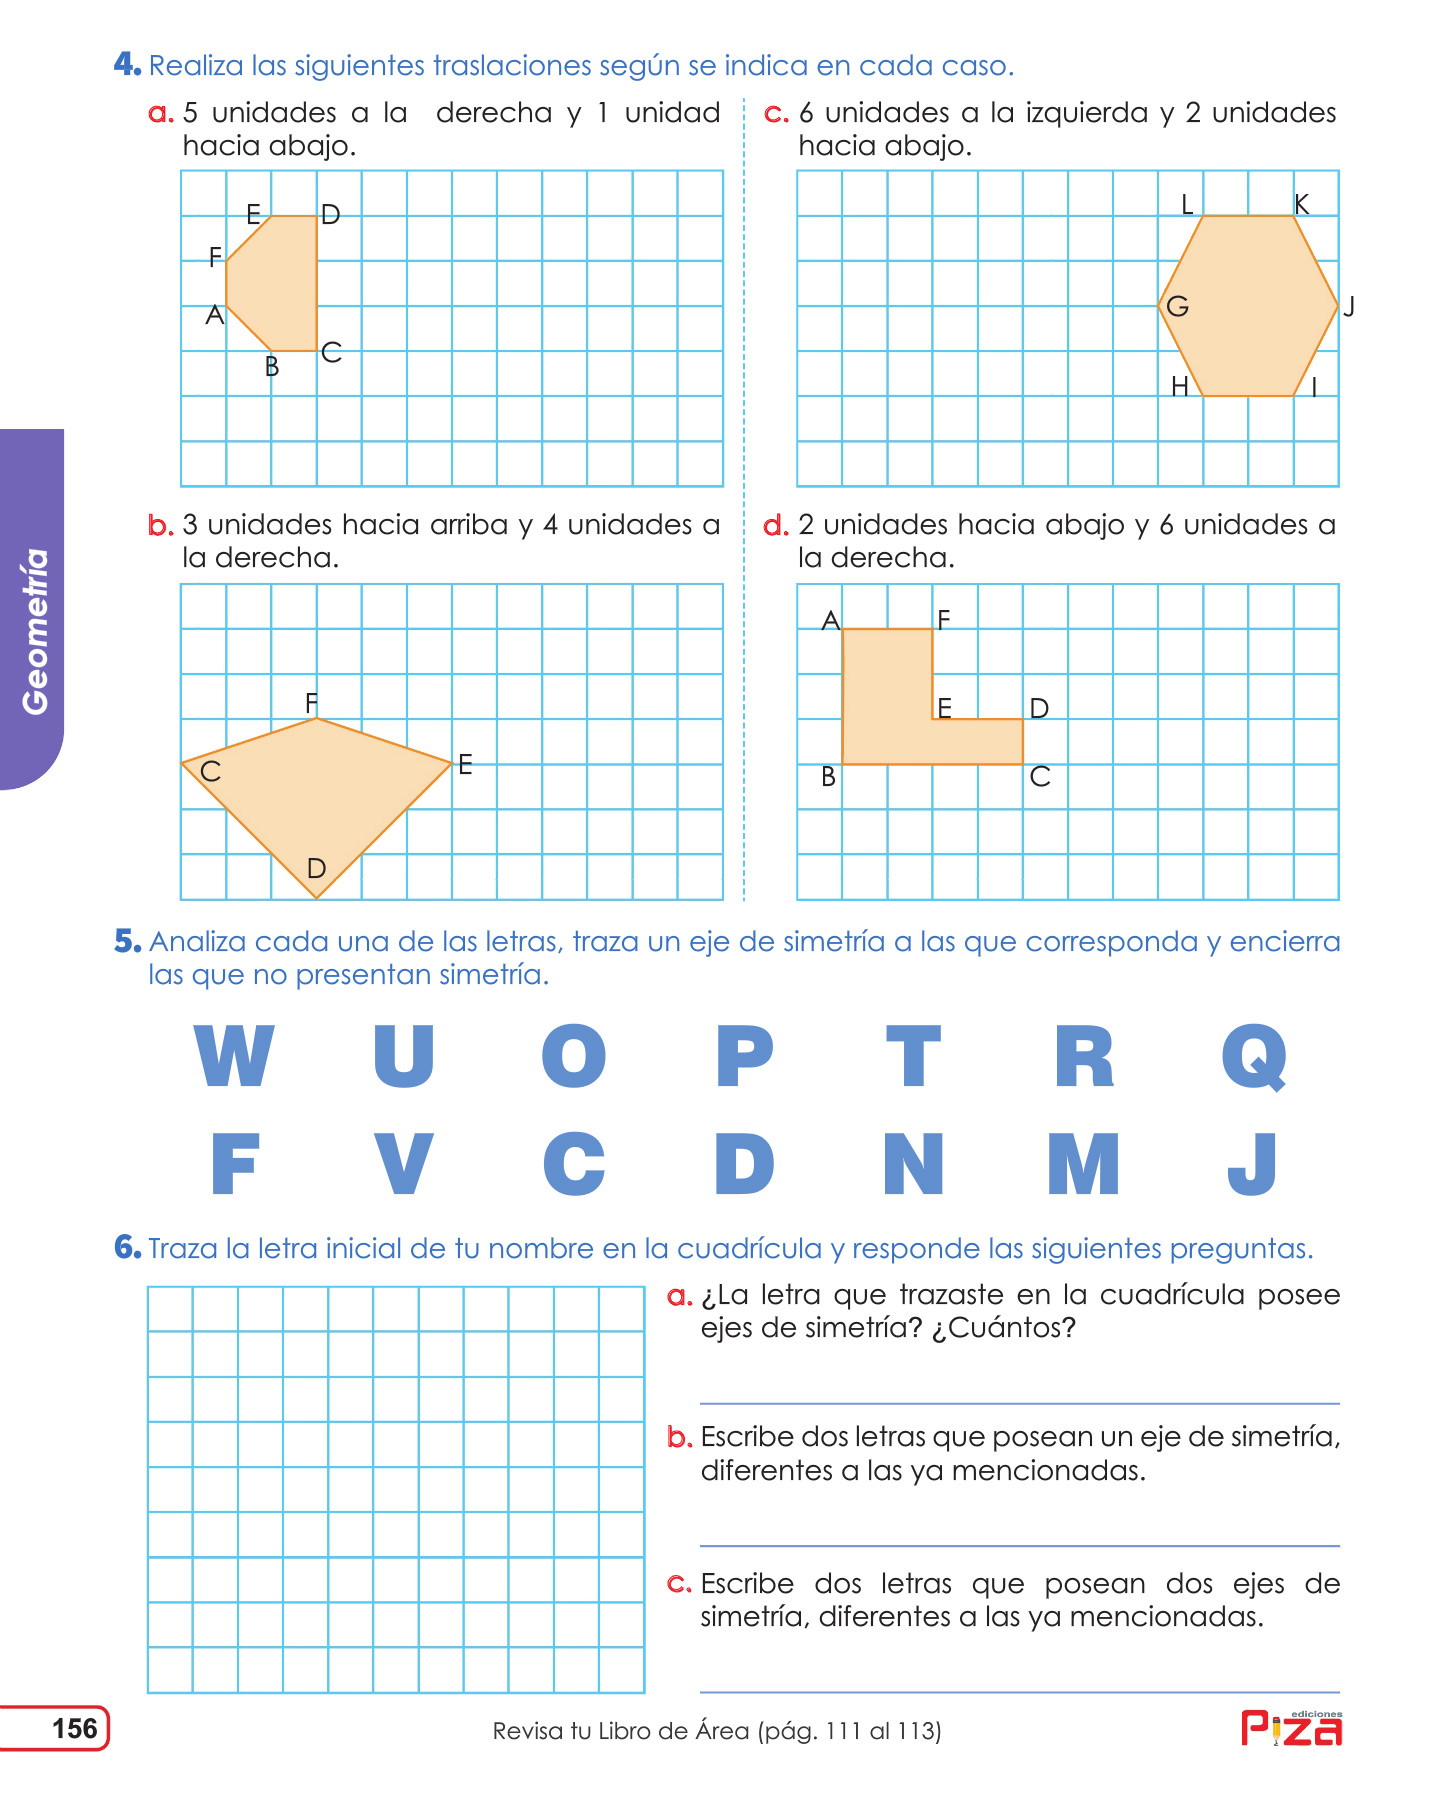 4. Realiza las siguientes traslaciones según se indica en cada caso.
a. 5 unidades a la derecha y 1 unidad
hacia abajo.
E D
F
A
B C
c. 6 unidades a la izquierda y 2 unidades
hacia abajo.
L K
G J
H I
b. 3 unidades hacia arriba y 4 unidades a
la derecha.
F
C E
D
d. 2 unidades hacia abajo y 6 unidades a
la derecha.
A F
E D
B C
Geometría
5. Analiza cada una de las letras, traza un eje de simetría a las que corresponda y encierra
las que no presentan simetría.
W U O P T R Q
F V C D N M J
6. Traza la letra inicial de tu nombre en la cuadrícula y responde las siguientes preguntas.
a. ¿La letra que trazaste en la cuadrícula posee
ejes de simetría? ¿Cuántos?
b. Escribe dos letras que posean un eje de simetría,
diferentes a las ya mencionadas.
c. Escribe dos letras que posean dos ejes de
simetría, diferentes a las ya mencionadas.
156
Revisa tu Libro de Área (pág. 111 al 113)
ediciones
Piza